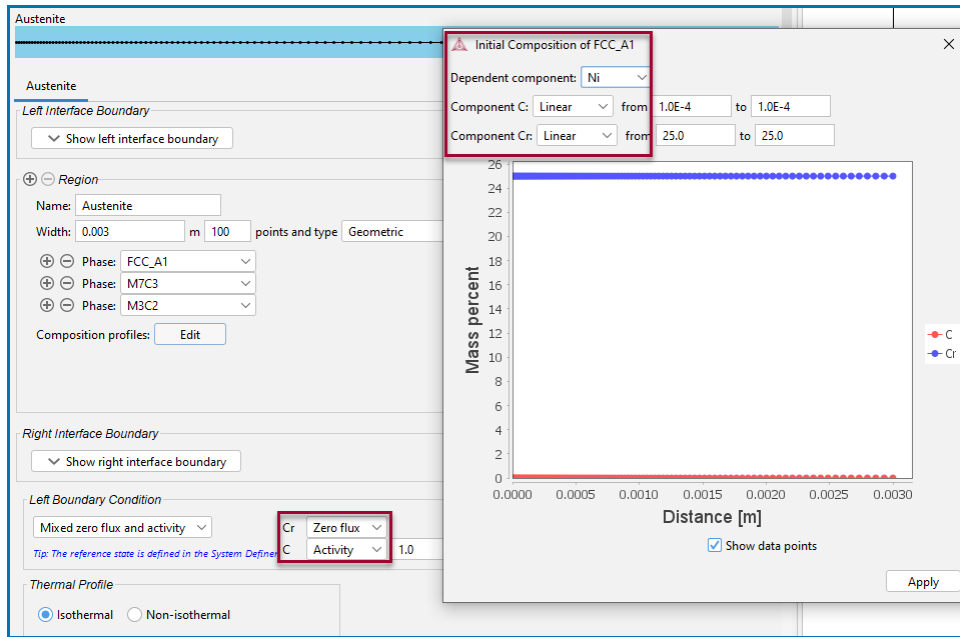 Austenite
Austenite
Left Interface Boundary
Show left interface boundary
Region
Name: Austenite
Width: 0.003 m 100 points and type Geometric
Phase: FCC_A1
Phase: M7C3
Phase: M3C2
Composition profiles: Edit
Right Interface Boundary
Show right interface boundary
Left Boundary Condition
Mixed zero flux and activity Cr Zero flux
Tip: The reference state is defined in the System Definer C Activity 1.0
Thermal Profile
Isothermal Non-isothermal
Initial Composition of FCC_A1
Dependent component: Ni
Component C: Linear from 1.0E-4 to 1.0E-4
Component Cr: Linear from 25.0 to 25.0
26
24
22
20
18
16
14
12
10
8
6
4
2
0
Mass percent
0.0000 0.0005 0.0010 0.0015 0.0020 0.0025 0.0030
Distance [m]
C
Cr
Show data points
Apply